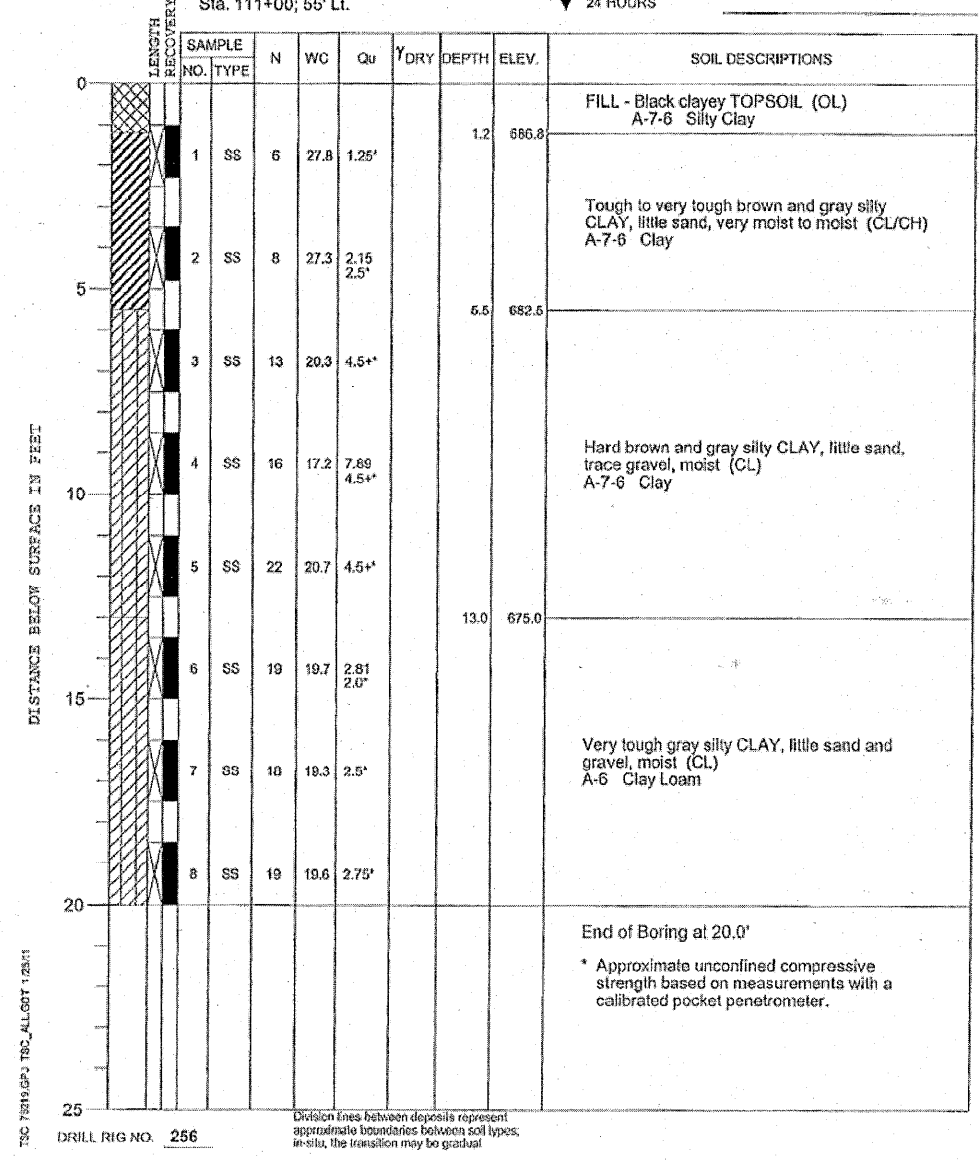 Sta. 111+00; 55' Lt.
24 HOURS
LENGTH
RECOVERY
SAMPLE
NO. TYPE N WC Qu γDRY DEPTH ELEV. SOIL DESCRIPTIONS
0
FILL - Black clayey TOPSOIL (OL)
A-7-6 Silty Clay
1.2 686.8
1 SS 6 27.8 1.25*
Tough to very tough brown and gray silty
CLAY, little sand, very moist to moist (CL/CH)
A-7-6 Clay
2 SS 8 27.3 2.15
2.5*
5
5.5 682.5
3 SS 13 20.3 4.5+*
Hard brown and gray silty CLAY, little sand,
trace gravel, moist (CL)
A-7-6 Clay
4 SS 16 17.2 7.89
4.5+*
10
5 SS 22 20.7 4.5+*
13.0 675.0
6 SS 19 19.7 2.81
2.0*
15
Very tough gray silty CLAY, little sand and
gravel, moist (CL)
A-6 Clay Loam
7 SS 18 19.3 2.5*
8 SS 19 19.6 2.75*
20
End of Boring at 20.0'
* Approximate unconfined compressive
strength based on measurements with a
calibrated pocket penetrometer.
25
DISTANCE BELOW SURFACE IN FEET
TSC TSC_ALL.GDT
DRILL RIG NO. 256
Division lines between deposits represent
approximate boundaries between soil types;
in-situ, the transition may be gradual